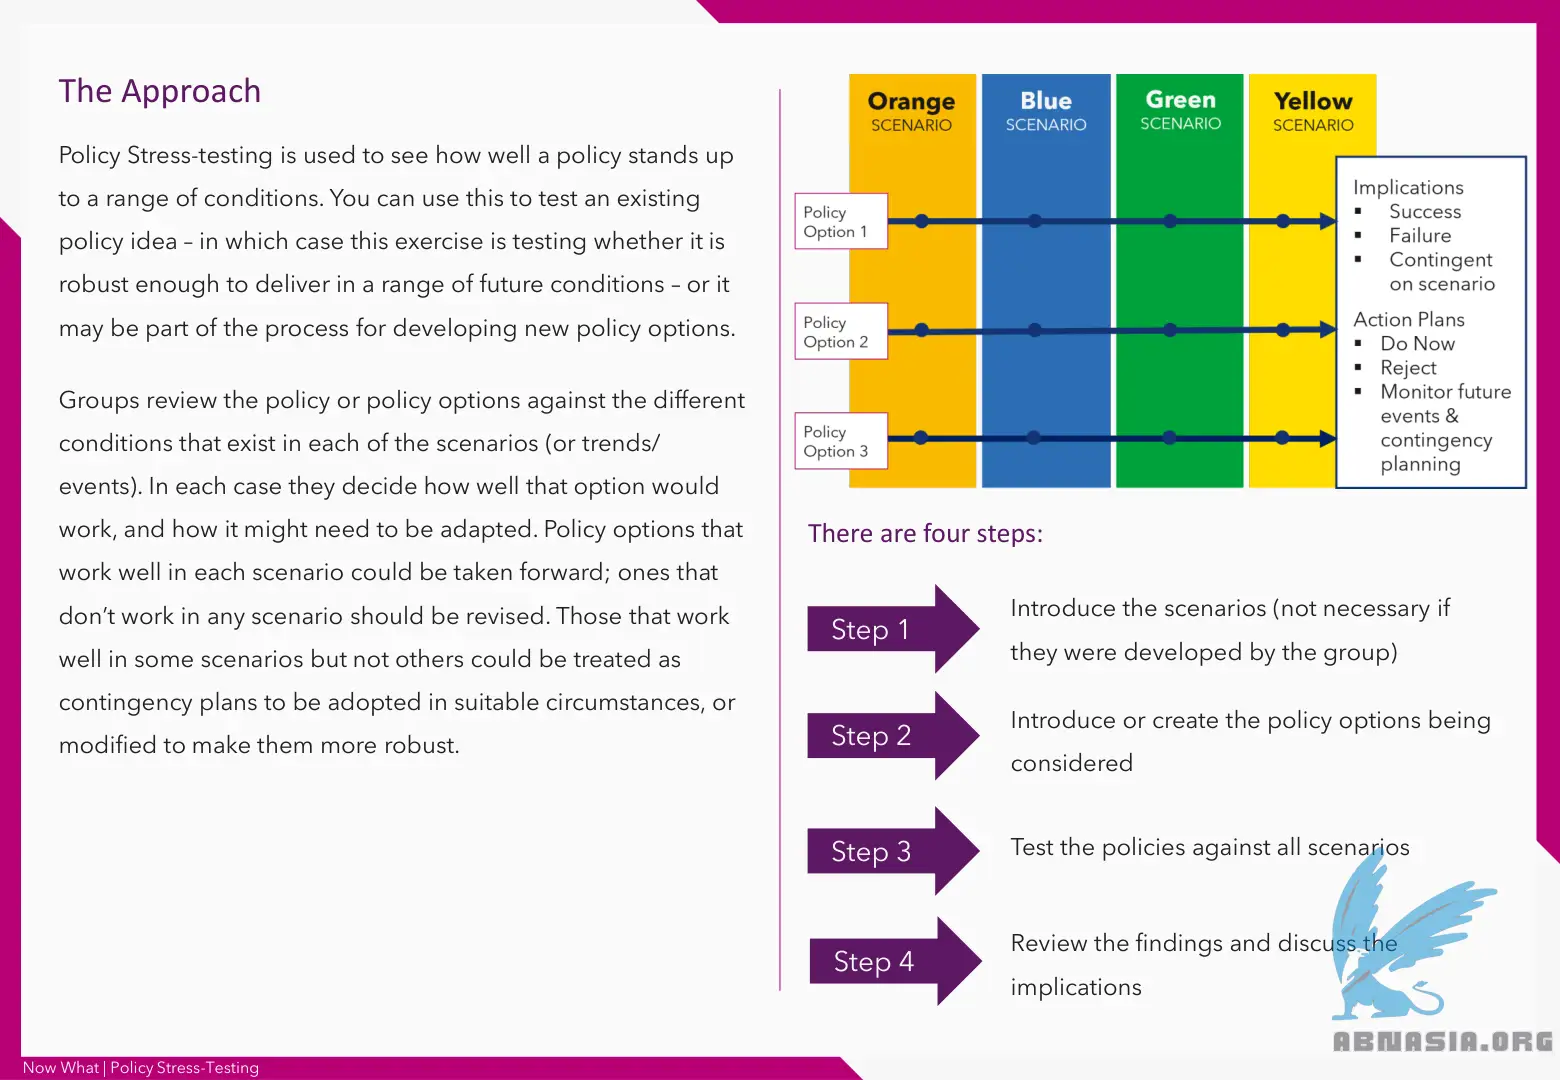 The Approach
Policy Stress-testing is used to see how well a policy stands up
to a range of conditions. You can use this to test an existing
policy idea – in which case this exercise is testing whether it is
robust enough to deliver in a range of future conditions – or it
may be part of the process for developing new policy options.
Groups review the policy or policy options against the different
conditions that exist in each of the scenarios (or trends/
events). In each case they decide how well that option would
work, and how it might need to be adapted. Policy options that
work well in each scenario could be taken forward; ones that
don’t work in any scenario should be revised. Those that work
well in some scenarios but not others could be treated as
contingency plans to be adopted in suitable circumstances, or
modified to make them more robust.
Orange
SCENARIO
Blue
SCENARIO
Green
SCENARIO
Yellow
SCENARIO
Policy
Option 1
Policy
Option 2
Policy
Option 3
Implications
▪ Success
▪ Failure
▪ Contingent
on scenario
Action Plans
▪ Do Now
▪ Reject
▪ Monitor future
events &
contingency
planning
There are four steps:
Step 1
Introduce the scenarios (not necessary if
they were developed by the group)
Step 2
Introduce or create the policy options being
considered
Step 3
Test the policies against all scenarios
Step 4
Review the findings and discuss the
implications
ABNASIA.ORG
Now What | Policy Stress-Testing